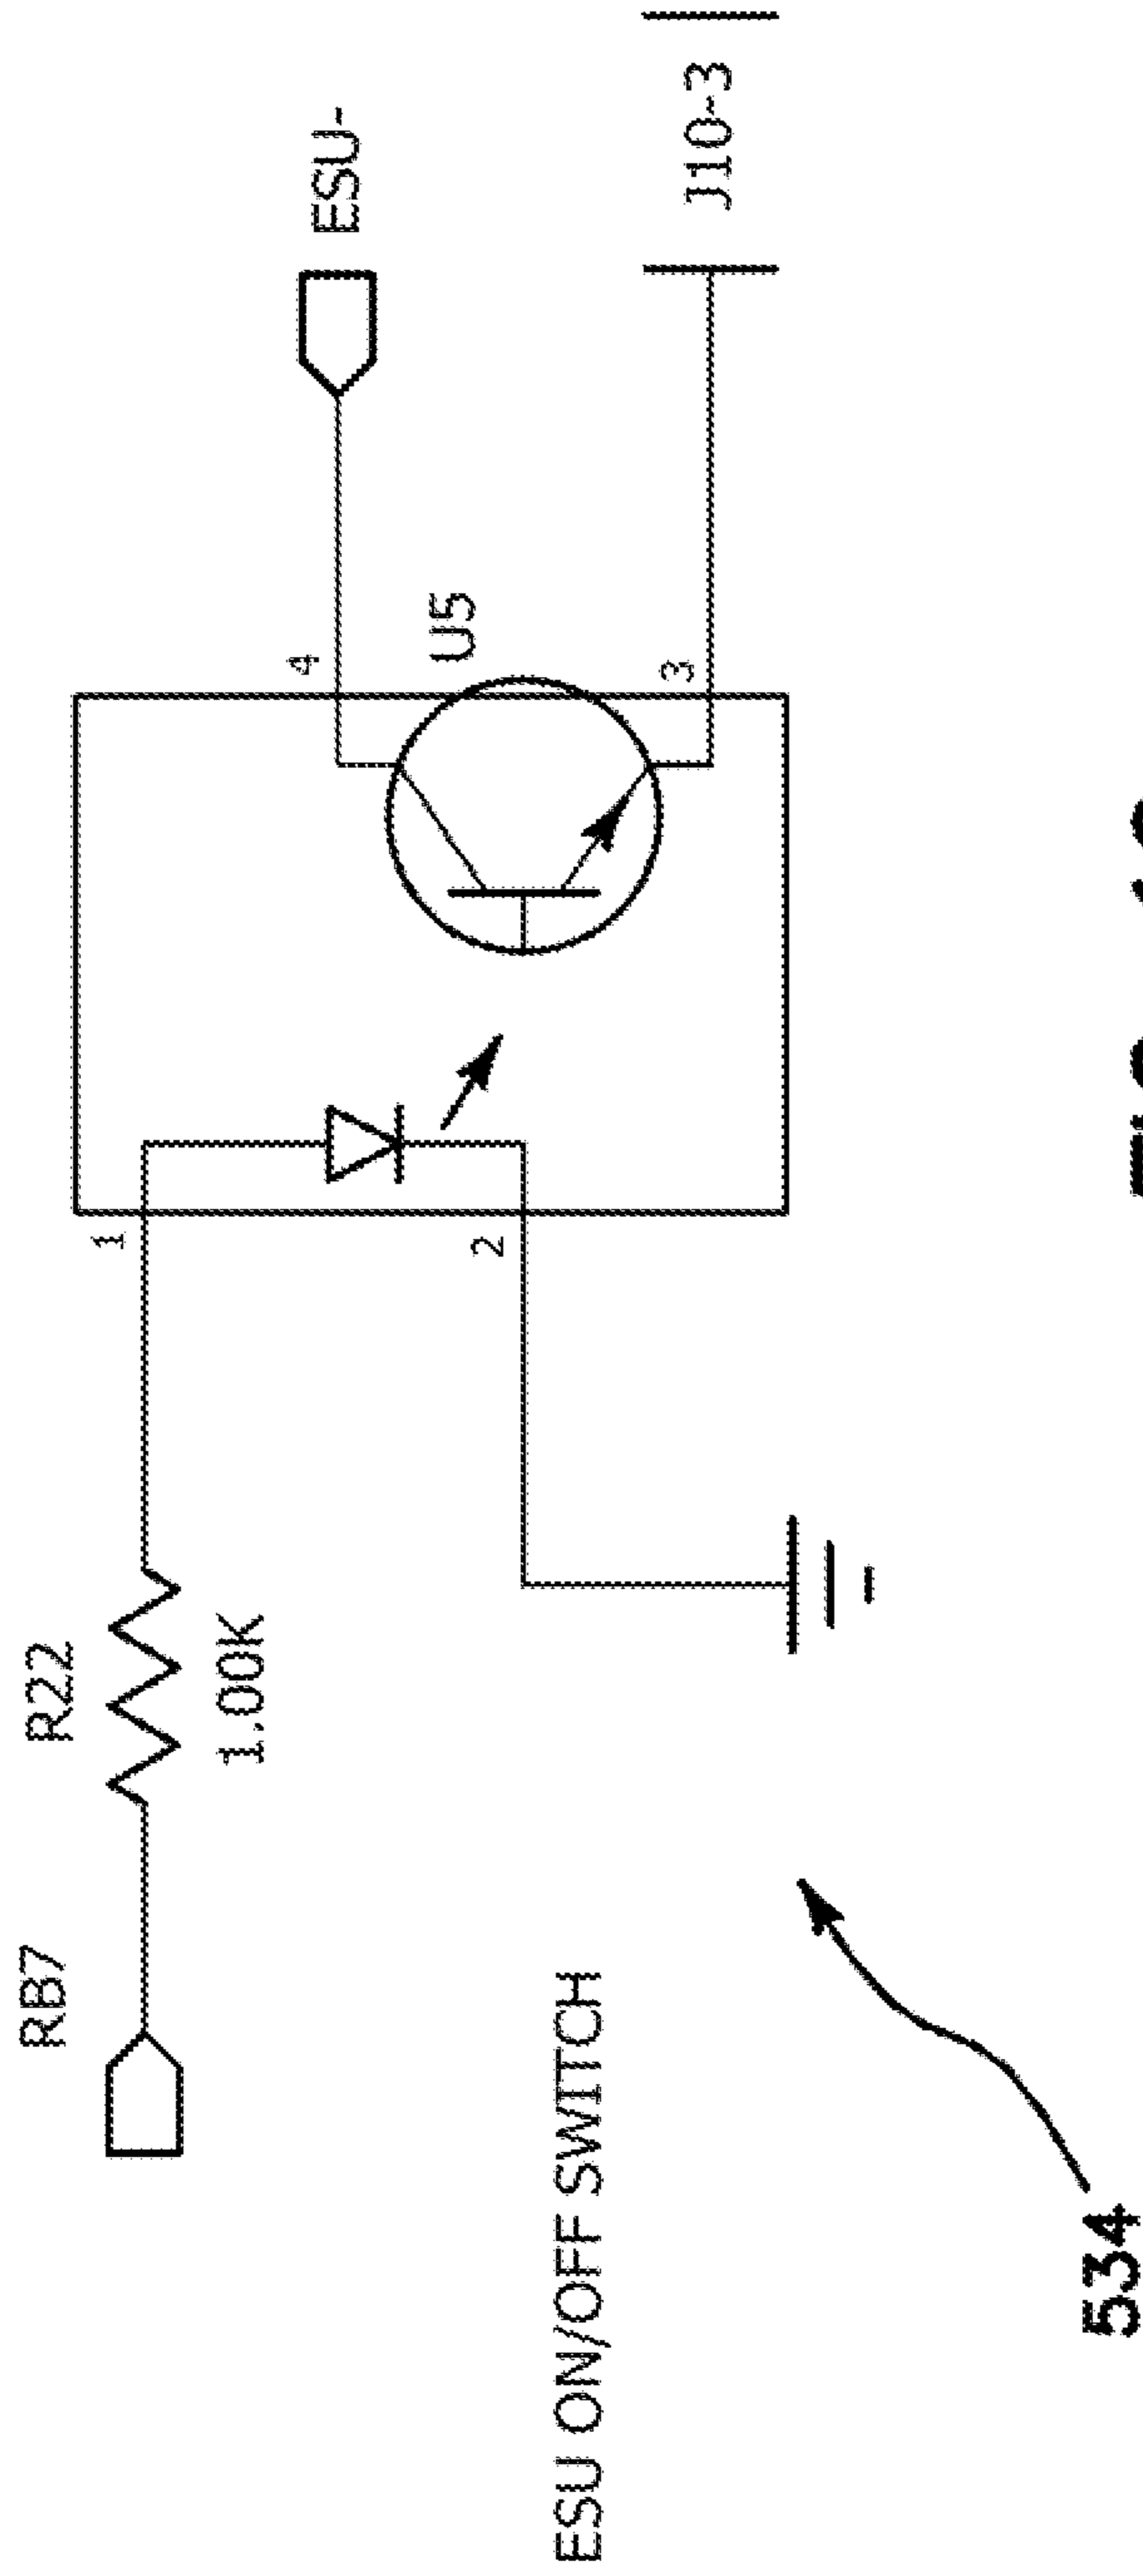 RB7
R22
1.00K
1
2
4
3
U5
ESU-
J10-3
ESU ON/OFF SWITCH
534